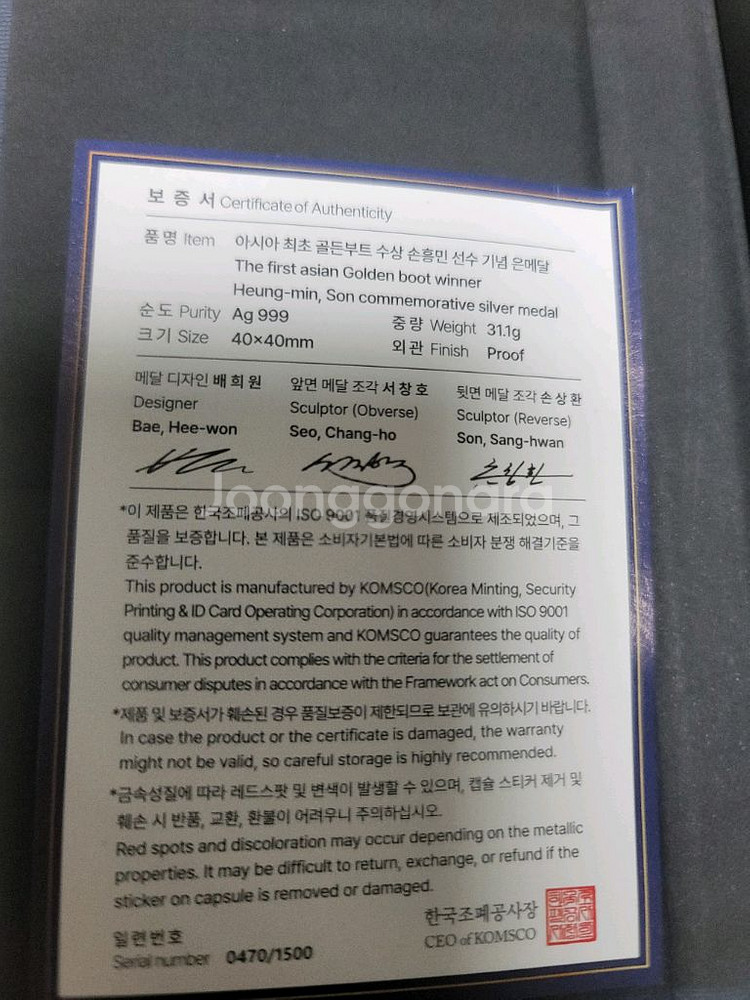 보 증 서 Certificate of Authenticity
품명 Item 아시아 최초 골든부트 수상 손흥민 선수 기념 은메달
The first asian Golden boot winner
Heung-min, Son commemorative silver medal
순도 Purity Ag 999 중량 Weight 31.1g
크기 Size 40×40mm 외관 Finish Proof
메달 디자인 배희원 앞면 메달 조각 서창호 뒷면 메달 조각 손상환
Designer Sculptor (Obverse) Sculptor (Reverse)
Bae, Hee-won Seo, Chang-ho Son, Sang-hwan
joonggonara
*이 제품은 한국조폐공사의 ISO 9001 품질경영시스템으로 제조되었으며, 그
품질을 보증합니다. 본 제품은 소비자기본법에 따른 소비자 분쟁 해결기준을
준수합니다.
This product is manufactured by KOMSCO(Korea Minting, Security
Printing & ID Card Operating Corporation) in accordance with ISO 9001
quality management system and KOMSCO guarantees the quality of
product. This product complies with the criteria for the settlement of
consumer disputes in accordance with the Framework act on Consumers.
*제품 및 보증서가 훼손된 경우 품질보증이 제한되므로 보관에 유의하시기 바랍니다.
In case the product or the certificate is damaged, the warranty
might not be valid, so careful storage is highly recommended.
*금속성질에 따라 레드스팟 및 변색이 발생할 수 있으며, 캡슐 스티커 제거 및
훼손 시 반품, 교환, 환불이 어려우니 주의하십시오.
Red spots and discoloration may occur depending on the metallic
properties. It may be difficult to return, exchange, or refund if the
sticker on capsule is removed or damaged.
한국조폐공사장
CEO of KOMSCO
일련번호
Serial number 0470/1500